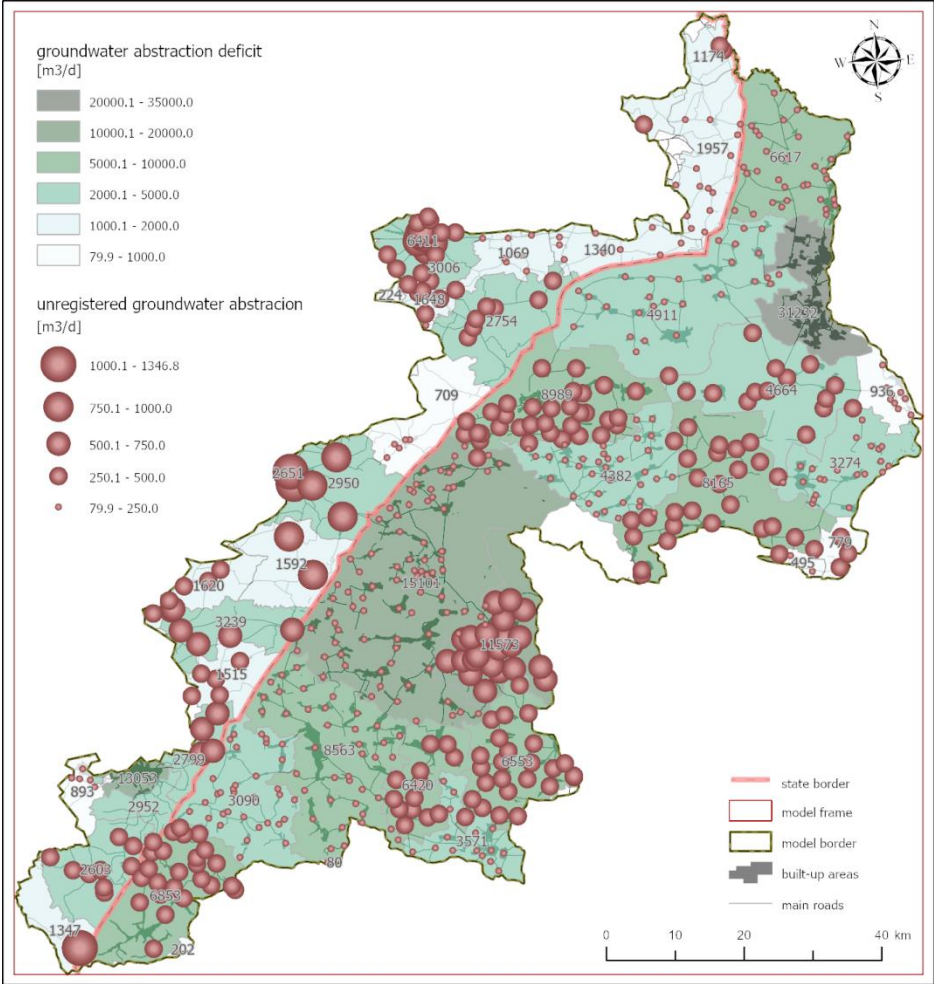 groundwater abstraction deficit
[m3/d]
20000.1 - 35000.0
10000.1 - 20000.0
5000.1 - 10000.0
2000.1 - 5000.0
1000.1 - 2000.0
79.9 - 1000.0
unregistered groundwater abstracion
[m3/d]
1000.1 - 1346.8
750.1 - 1000.0
500.1 - 750.0
250.1 - 500.0
79.9 - 250.0
N
W E
S
1174
1957
6617
6411
3006
1069
1340
224
1648
2754
4911
31232
709
8989
4664
936
2651
2950
4382
8165
3274
1592
779
495
1620
15101
3239
11573
1515
2799
8563
6553
13053
893
2952
3090
6420
3571
80
2603
6853
1347
202
state border
model frame
model border
built-up areas
main roads
0 10 20 40 km